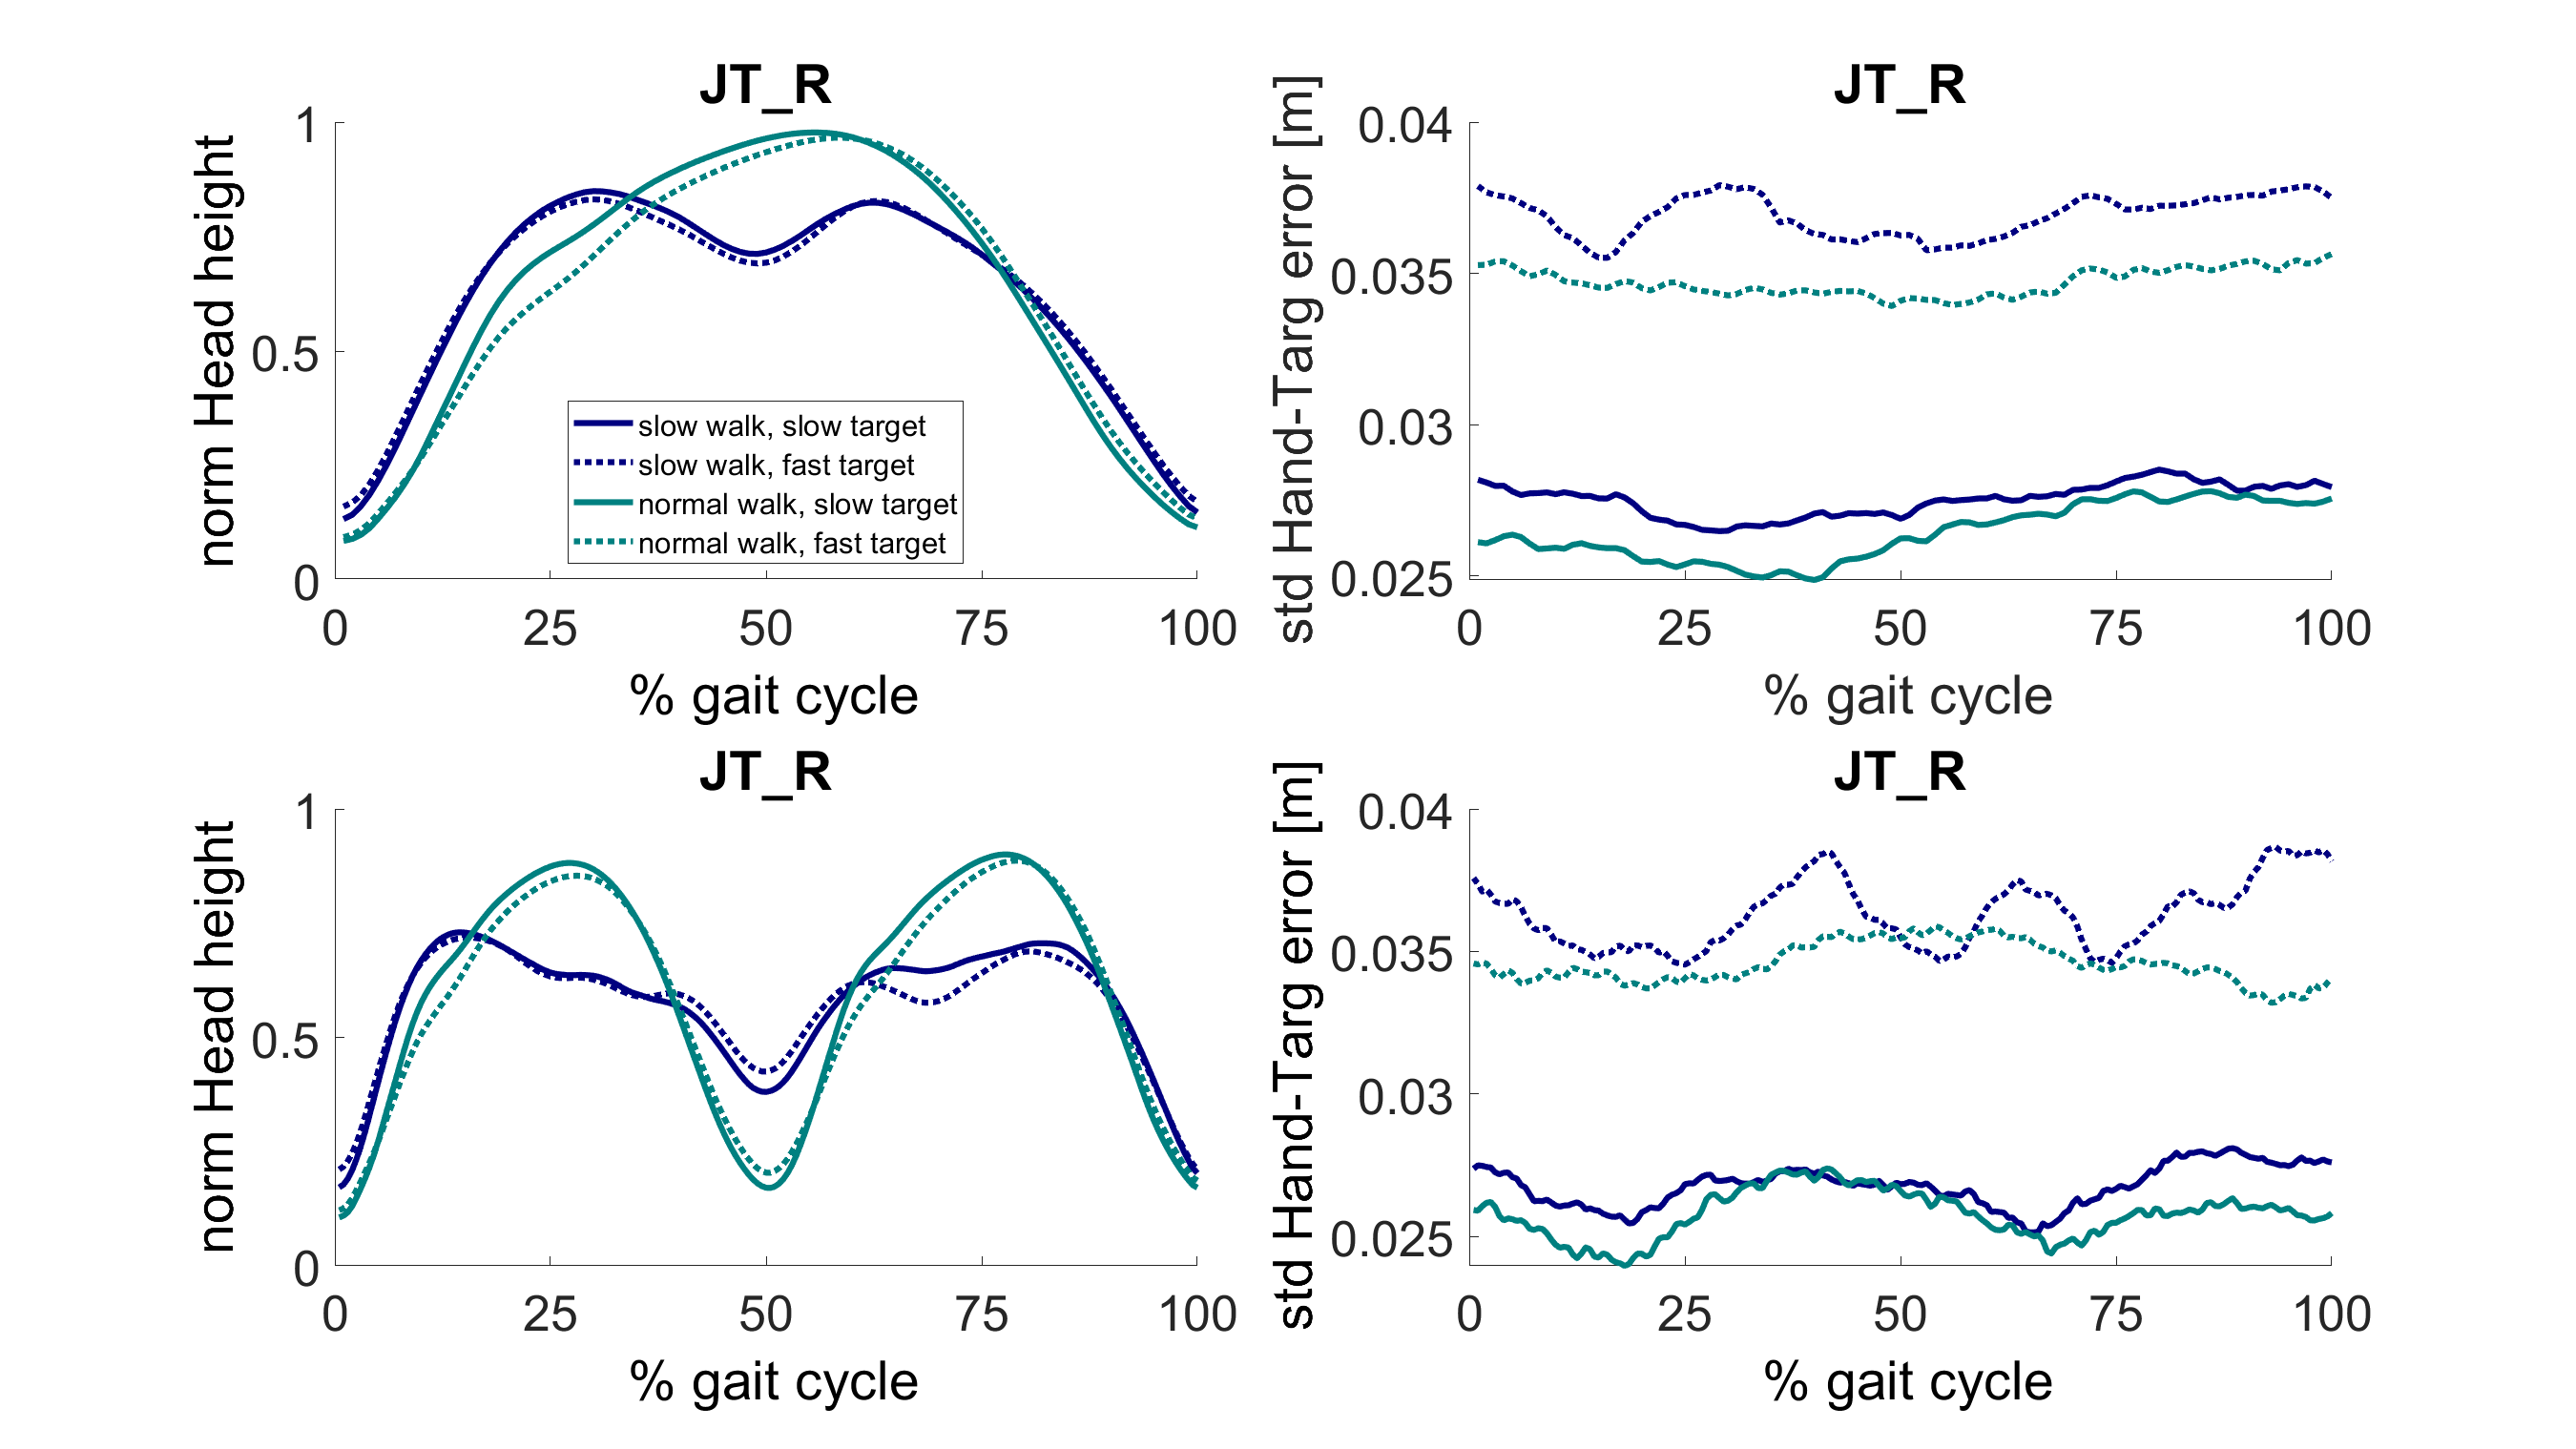 JT_R
norm Head height
1
0.5
0
0 25 50 75 100
% gait cycle
slow walk, slow target
slow walk, fast target
normal walk, slow target
normal walk, fast target
JT_R
std Hand-Targ error [m]
0.04
0.035
0.03
0.025
0 25 50 75 100
% gait cycle
JT_R
norm Head height
1
0.5
0
0 25 50 75 100
% gait cycle
JT_R
std Hand-Targ error [m]
0.04
0.035
0.03
0.025
0 25 50 75 100
% gait cycle